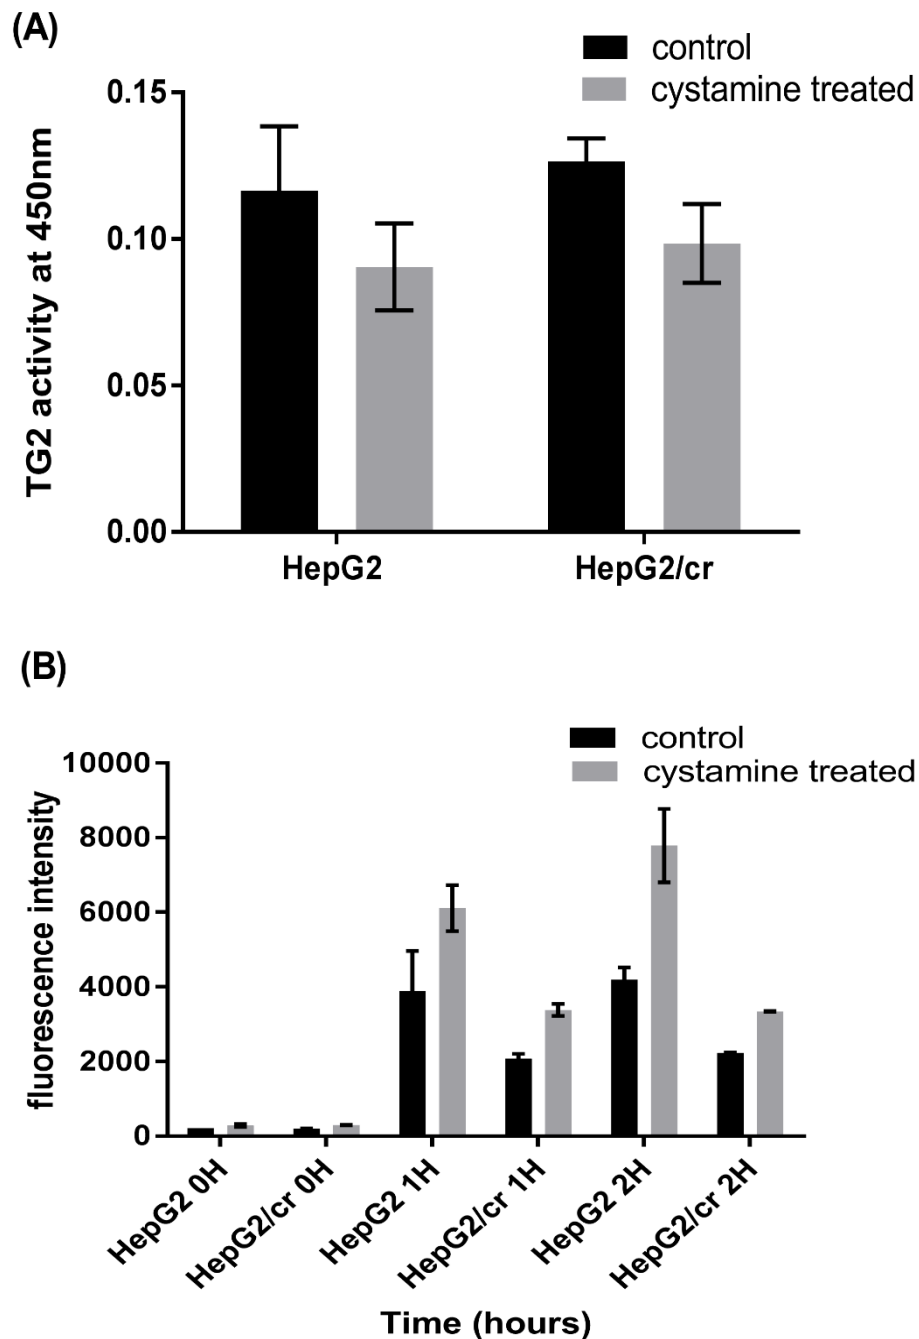 (A)
control
cystamine treated
TG2 activity at 450nm
0.15
0.10
0.05
0.00
HepG2
HepG2/cr
(B)
control
cystamine treated
fluorescence intensity
10000
8000
6000
4000
2000
0
HepG2 0H
HepG2/cr 0H
HepG2 1H
HepG2/cr 1H
HepG2 2H
HepG2/cr 2H
Time (hours)